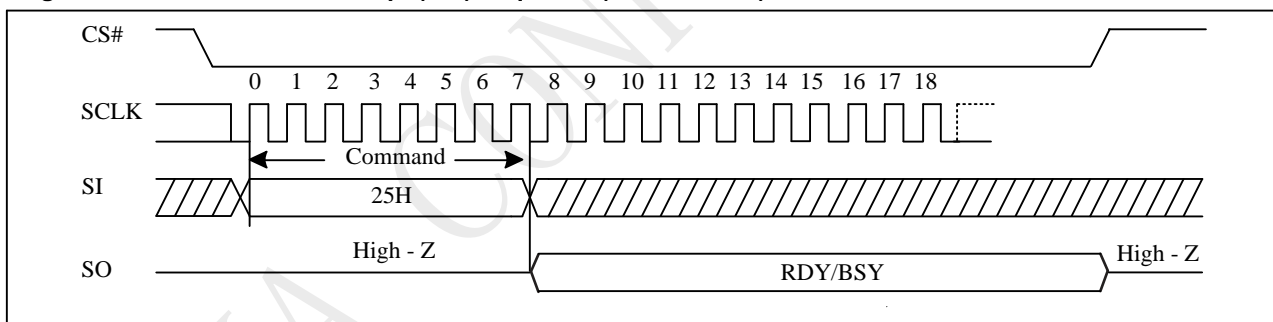 CS#
0 1 2 3 4 5 6 7 8 9 10 11 12 13 14 15 16 17 18
SCLK
Command
SI
25H
High - Z
High - Z
SO
RDY/BSY